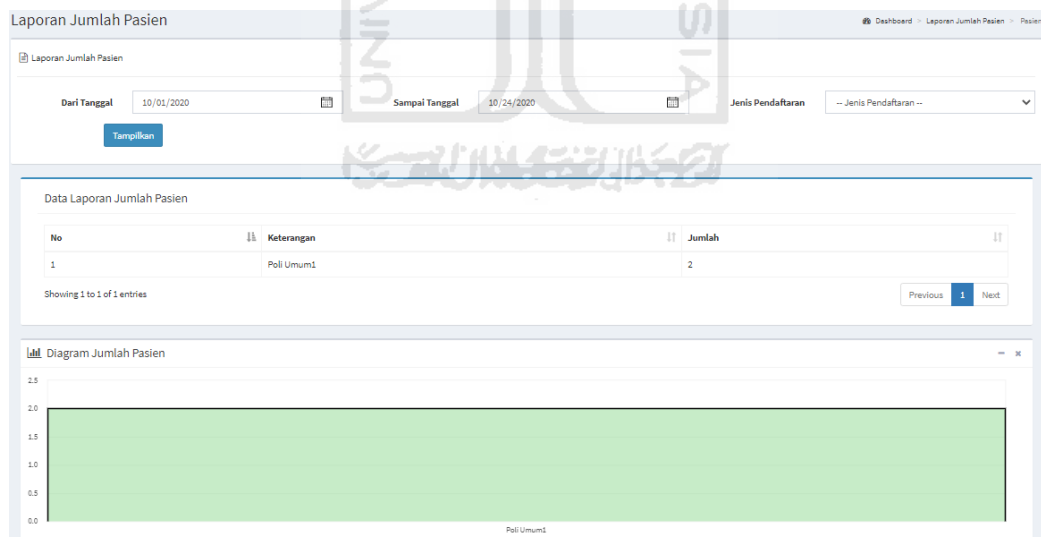 Laporan Jumlah Pasien
Dashboard > Laporan Jumlah Pasien > Pasien
Laporan Jumlah Pasien
Dari Tanggal 10/01/2020 Sampai Tanggal 10/24/2020 Jenis Pendaftaran -- Jenis Pendaftaran --
Tampilkan
Data Laporan Jumlah Pasien
No Keterangan Jumlah
1 Poli Umum1 2
Showing 1 to 1 of 1 entries
Previous 1 Next
Diagram Jumlah Pasien
2.5
2.0
1.5
1.0
0.5
0.0
Poli Umum1